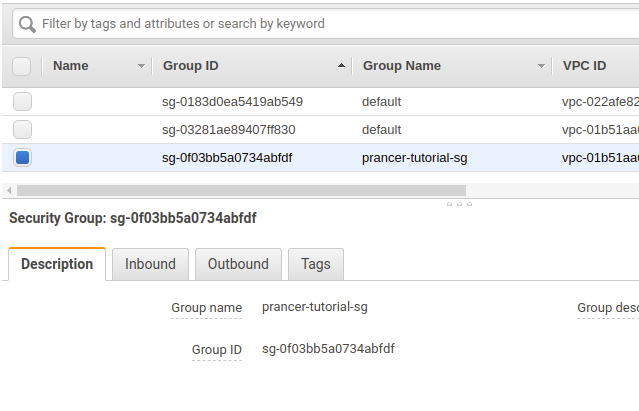 Filter by tags and attributes or search by keyword
Name Group ID Group Name VPC ID
sg-0183d0ea5419ab549 default vpc-022afe82
sg-03281ae89407ff830 default vpc-01b51aa
sg-0f03bb5a0734abfdf prancer-tutorial-sg vpc-01b51aa
Security Group: sg-0f03bb5a0734abfdf
Description Inbound Outbound Tags
Group name prancer-tutorial-sg Group desc
Group ID sg-0f03bb5a0734abfdf